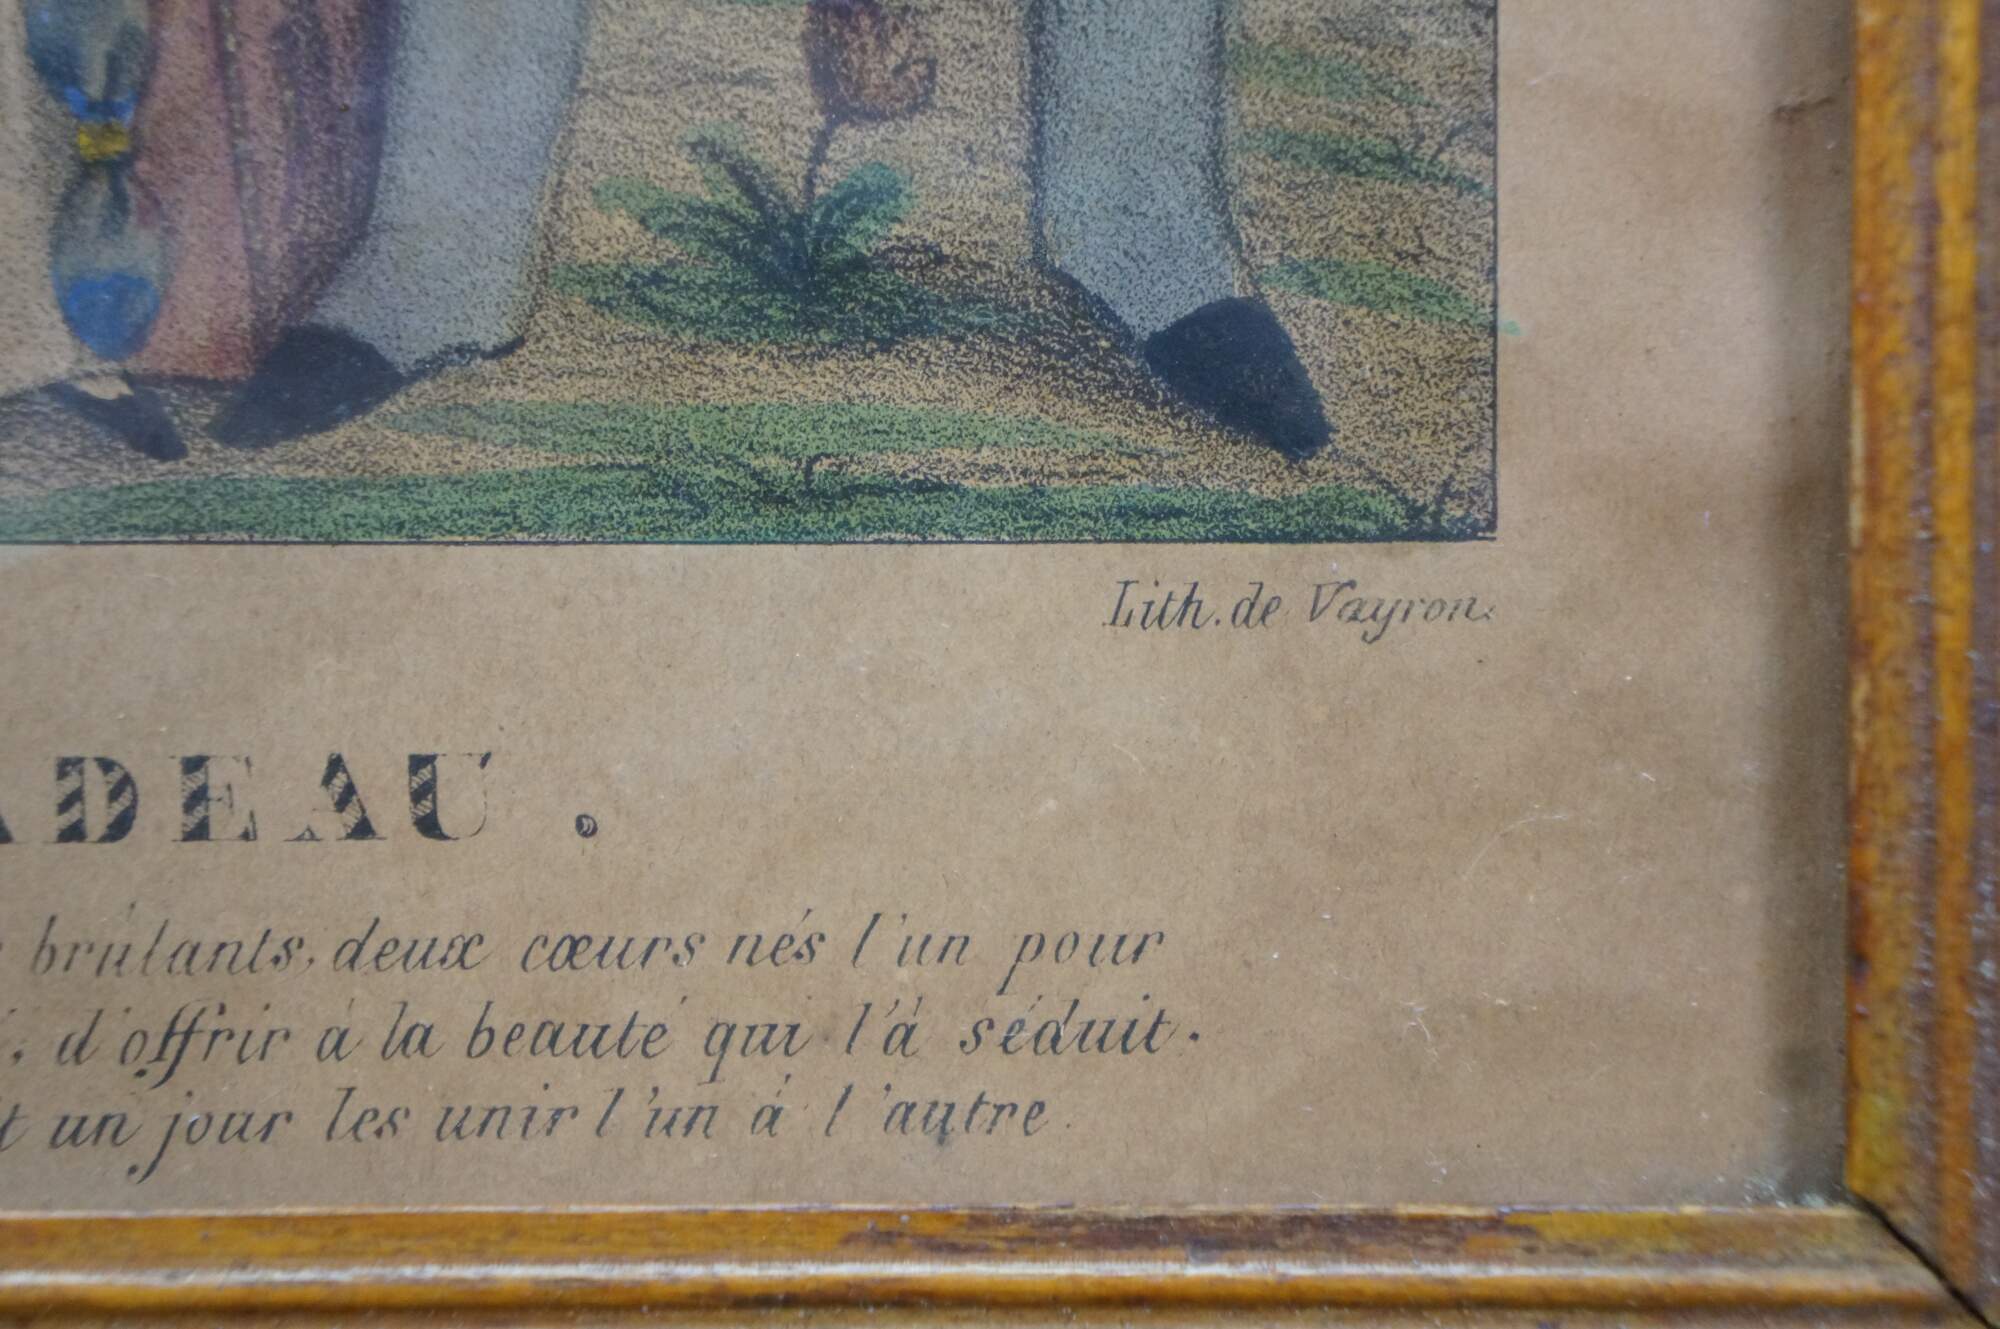 Lith. de Vayron.
ADEAU .
brûlants, deux cœurs nés l'un pour
, d'offrir à la beauté qui l'à séduit.
t un jour les unir l'un à l'autre.